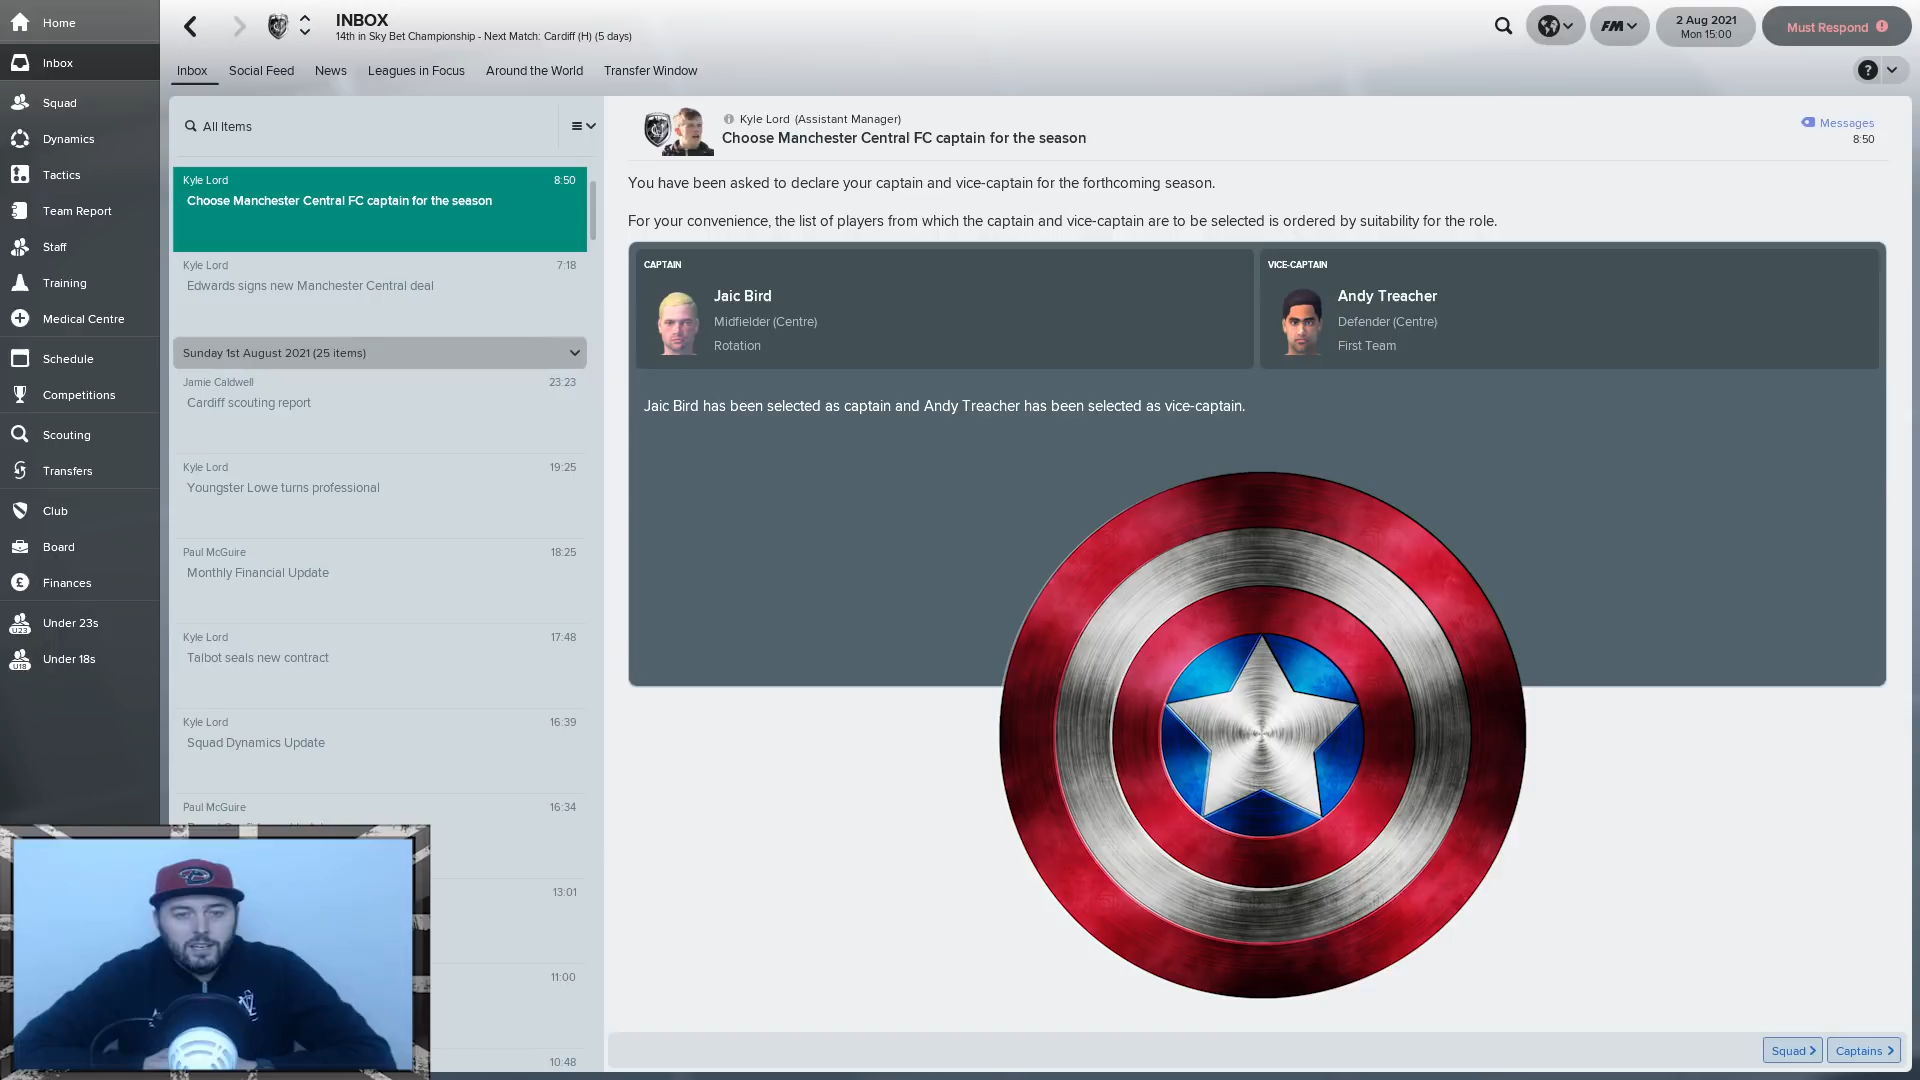 Home
Inbox
Squad
Dynamics
Tactics
Team Report
Staff
Training
Medical Centre
Schedule
Competitions
Scouting
Transfers
Club
Board
Finances
U23
Under 23s
U18
Under 18s
INBOX
14th in Sky Bet Championship - Next Match: Cardiff (H) (5 days)
FM
2 Aug 2021
Mon 15:00
Must Respond
Inbox Social Feed News Leagues in Focus Around the World Transfer Window
?
All Items
Kyle Lord 8:50
Choose Manchester Central FC captain for the season
Kyle Lord 7:18
Edwards signs new Manchester Central deal
Sunday 1st August 2021 (25 items)
Jamie Caldwell 23:23
Cardiff scouting report
Kyle Lord 19:25
Youngster Lowe turns professional
Paul McGuire 18:25
Monthly Financial Update
Kyle Lord 17:48
Talbot seals new contract
Kyle Lord 16:39
Squad Dynamics Update
Paul McGuire 16:34
13:01
11:00
10:48
Kyle Lord (Assistant Manager)
Choose Manchester Central FC captain for the season
Messages
8:50
You have been asked to declare your captain and vice-captain for the forthcoming season.
For your convenience, the list of players from which the captain and vice-captain are to be selected is ordered by suitability for the role.
CAPTAIN
Jaic Bird
Midfielder (Centre)
Rotation
VICE-CAPTAIN
Andy Treacher
Defender (Centre)
First Team
Jaic Bird has been selected as captain and Andy Treacher has been selected as vice-captain.
Squad
Captains